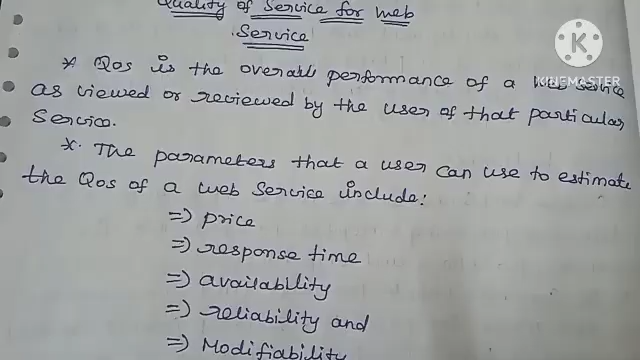 Quality of Service for Web
Service
* Qos is the overall performance of a Web service
as viewed or reviewed by the user of that particular
Service.
*. The parameters that a user can use to estimate
the Qos of a Web Service include:
=) price
=) response time
=) availability
=) reliability and
=) Modifiability
K
KINEMASTER